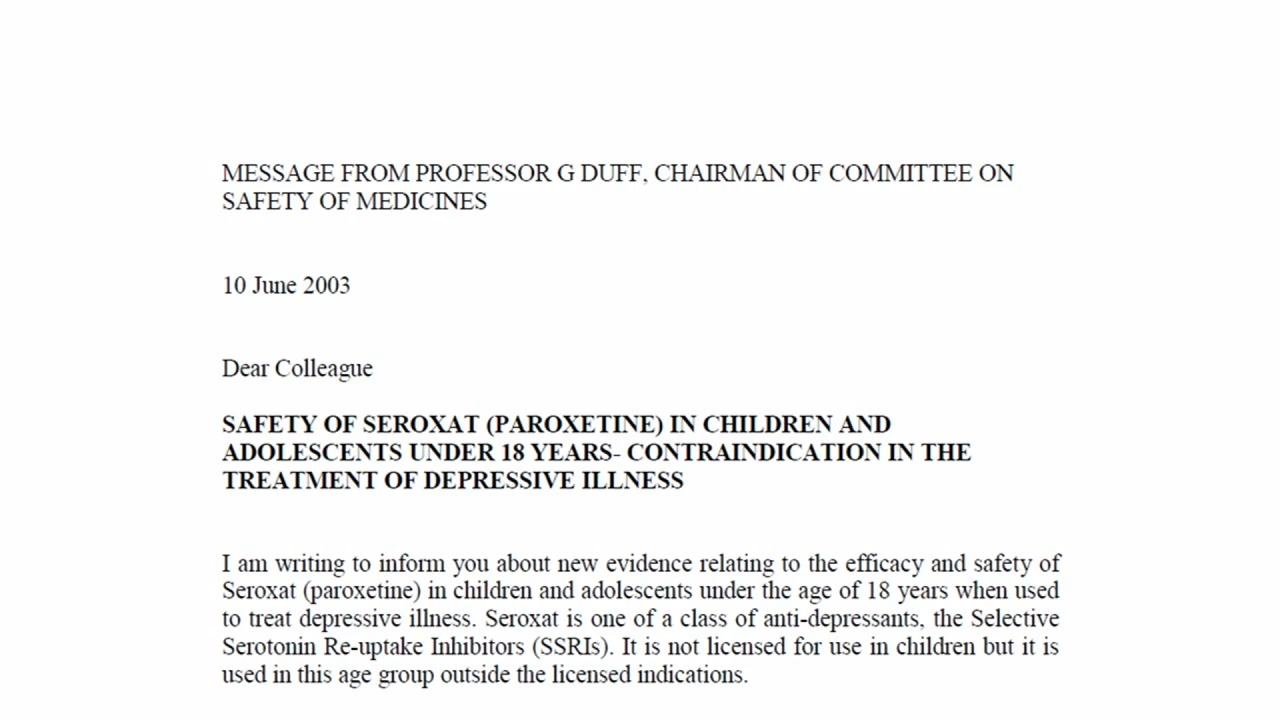 MESSAGE FROM PROFESSOR G DUFF, CHAIRMAN OF COMMITTEE ON
SAFETY OF MEDICINES
10 June 2003
Dear Colleague
SAFETY OF SEROXAT (PAROXETINE) IN CHILDREN AND
ADOLESCENTS UNDER 18 YEARS- CONTRAINDICATION IN THE
TREATMENT OF DEPRESSIVE ILLNESS
I am writing to inform you about new evidence relating to the efficacy and safety of
Seroxat (paroxetine) in children and adolescents under the age of 18 years when used
to treat depressive illness. Seroxat is one of a class of anti-depressants, the Selective
Serotonin Re-uptake Inhibitors (SSRIs). It is not licensed for use in children but it is
used in this age group outside the licensed indications.